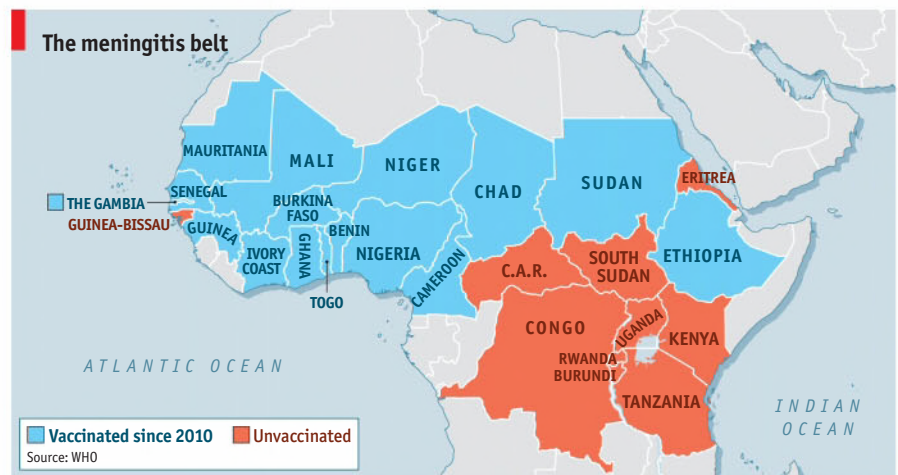 The meningitis belt
MAURITANIA
MALI
NIGER
CHAD
SUDAN
ERITREA
SENEGAL
THE GAMBIA
GUINEA-BISSAU
GUINEA
BURKINA
FASO
BENIN
IVORY
COAST
GHANA
TOGO
NIGERIA
CAMEROON
ETHIOPIA
C.A.R.
SOUTH
SUDAN
CONGO
UGANDA
KENYA
RWANDA
BURUNDI
TANZANIA
ATLANTIC OCEAN
INDIAN
OCEAN
Vaccinated since 2010
Unvaccinated
Source: WHO